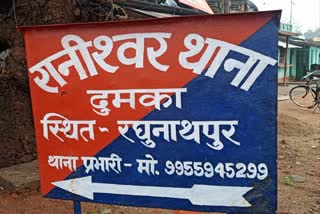 रानीश्वर थाना
दुमका
स्थित- रघुनाथपुर
थाना प्रभारी - मो. 9955945299